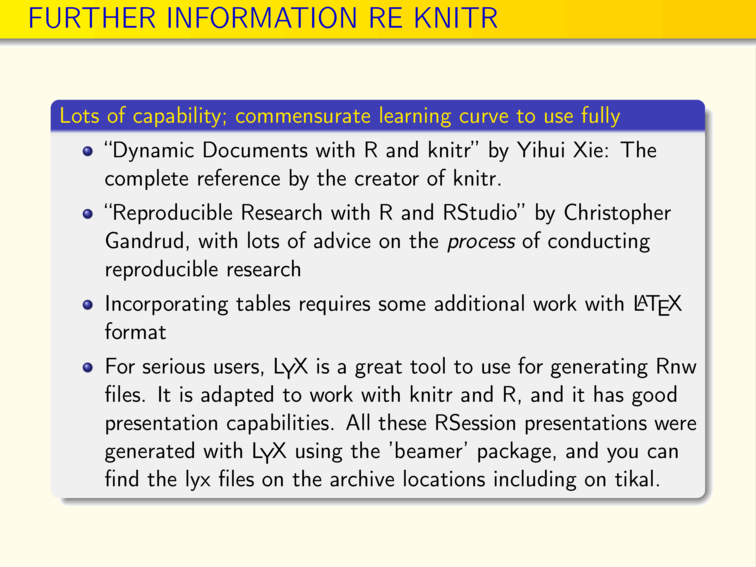 FURTHER INFORMATION RE KNITR
Lots of capability; commensurate learning curve to use fully
“Dynamic Documents with R and knitr” by Yihui Xie: The
complete reference by the creator of knitr.
“Reproducible Research with R and RStudio” by Christopher
Gandrud, with lots of advice on the process of conducting
reproducible research
Incorporating tables requires some additional work with LATEX
format
For serious users, LYX is a great tool to use for generating Rnw
files. It is adapted to work with knitr and R, and it has good
presentation capabilities. All these RSession presentations were
generated with LYX using the ’beamer’ package, and you can
find the lyx files on the archive locations including on tikal.